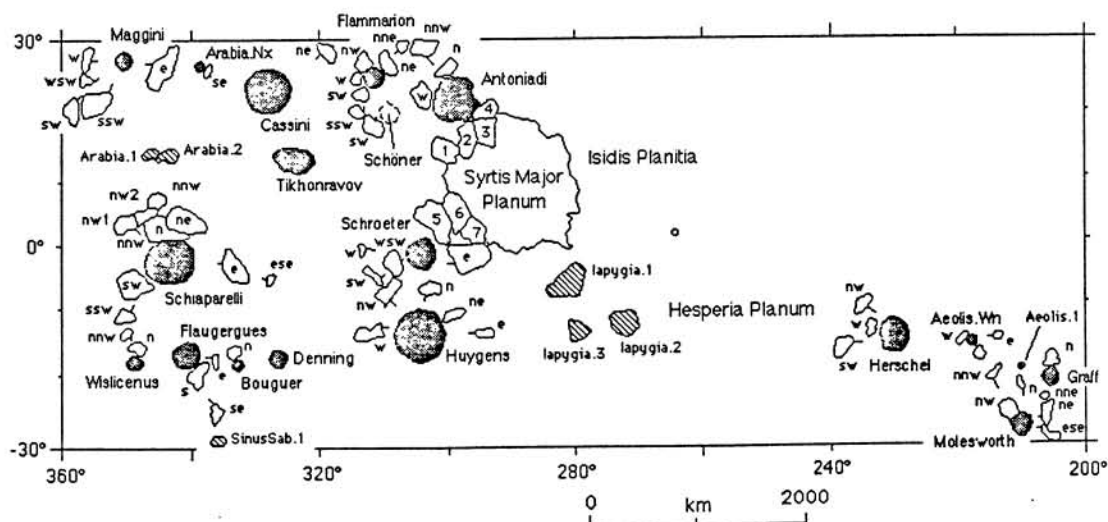 Maggini
Flammarion
nne
nnw
30°
w
Arabia.Nx
ne
nw
n
wsw
e
se
w
ne
Antoniadi
sw
w
4
sw
ssw
Cassini
ssw
sw
2
3
Arabia.1
Arabia.2
Schöner
1
Isidis Planitia
Tikhonravov
Syrtis Major
Planum
nw2
nnw
nw1
n
ne
Schroeter
5
6
7
nnw
w
wsw
0°
e
ese
e
sw
sw
Iapygia.1
Schiaparelli
nw
n
ssw
ne
Hesperia Planum
nw
Aeolis.Wn
Aeolis.1
nnw
n
Flaugergues
n
w
e
w
w
e
n
Denning
Huygens
Iapygia.3
Iapygia.2
sw
Herschel
nnw
Graff
Wislicenus
s
e
Bouguer
n
nne
nw
ne
se
ese
SinusSab.1
Molesworth
-30°
360°
320°
280°
240°
200°
0
km
2000